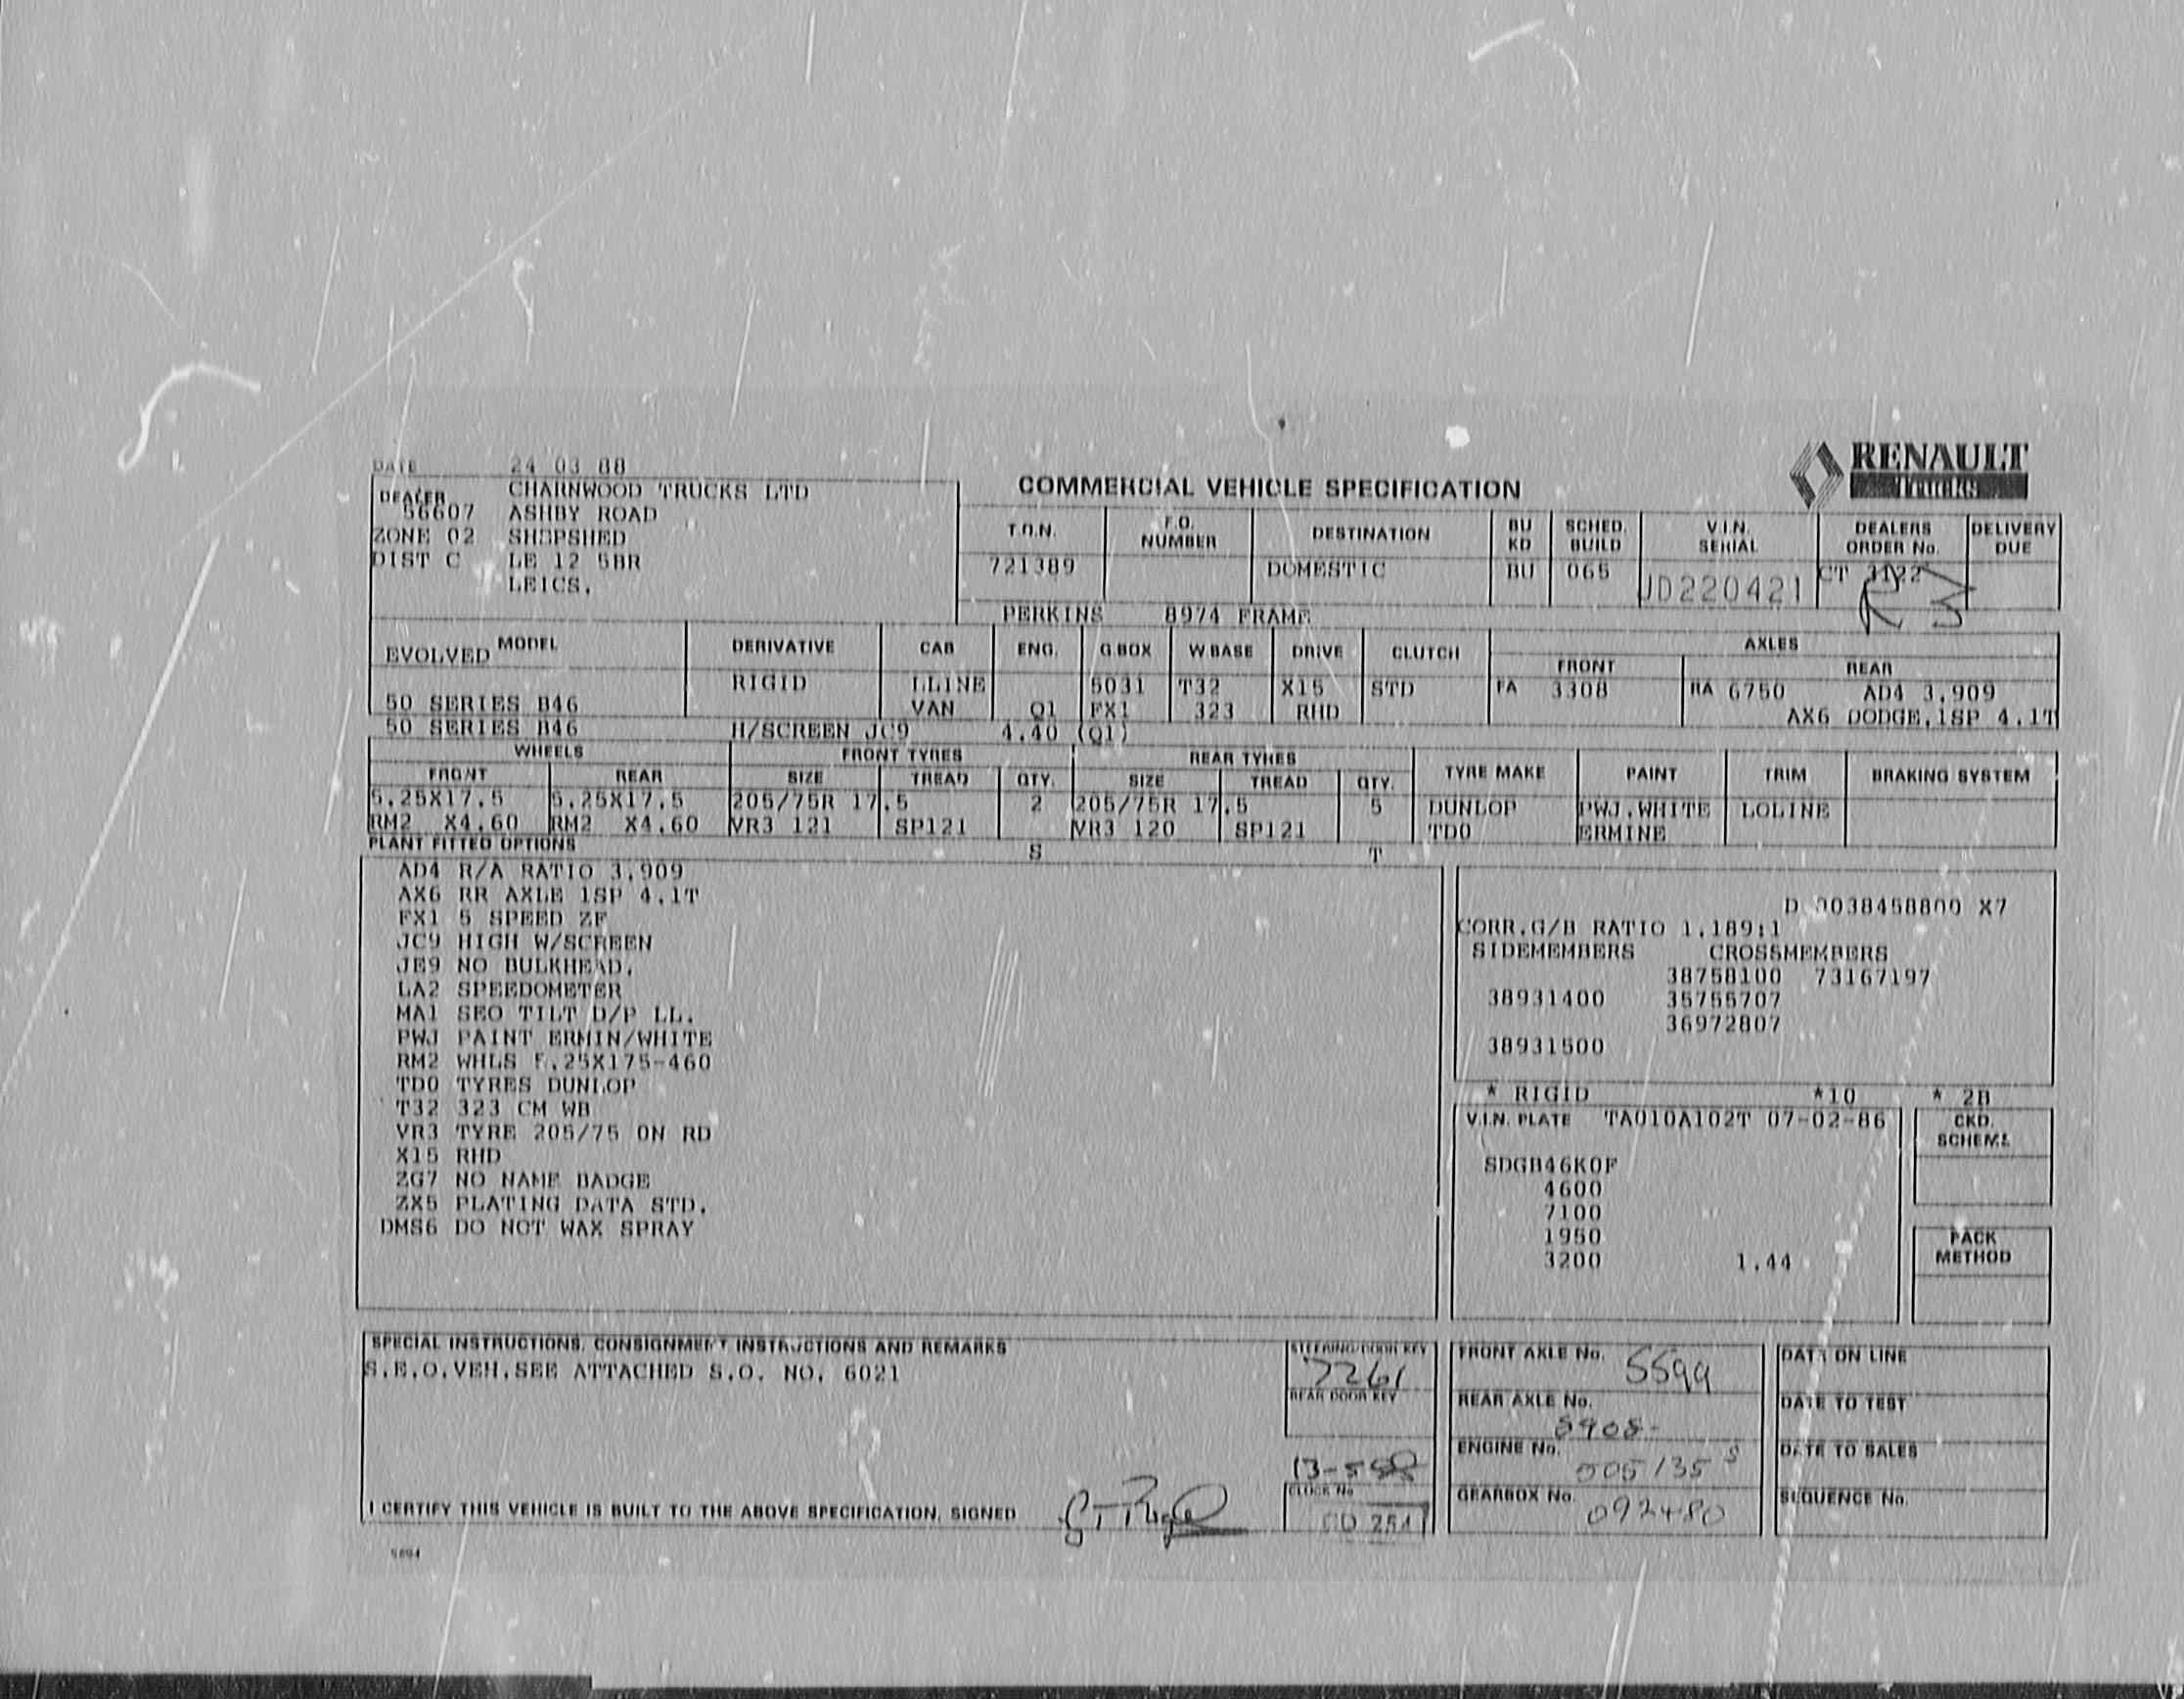 DATE 24 03 88
RENAULT
Trucks
COMMERCIAL VEHICLE SPECIFICATION
DEALER CHARNWOOD TRUCKS LTD
56607 ASHBY ROAD
ZONE 02 SHEPSHED
DIST C LE 12 5BR
LEICS.
T.O.N. F.O. NUMBER DESTINATION BU KD SCHED. BUILD V.I.N. SERIAL DEALERS ORDER No. DELIVERY DUE
721389 DOMESTIC BU 065 JD220421 CT 3122
PERKINS 8974 FRAME
EVOLVED MODEL DERIVATIVE CAB ENG. G.BOX W.BASE DRIVE CLUTCH AXLES
FRONT REAR
RIGID LLINE 5031 T32 X15 STD FA 3308 RA 6750 AD4 3.909
50 SERIES B46 VAN Q1 FX1 323 RHD AX6 DODGE.1SP 4.1T
50 SERIES B46 H/SCREEN JC9 4.40 (Q1)
WHEELS FRONT TYRES REAR TYRES TYRE MAKE PAINT TRIM BRAKING SYSTEM
FRONT REAR SIZE TREAD QTY. SIZE TREAD QTY.
5.25X17.5 5.25X17.5 205/75R 17.5 2 205/75R 17.5 5 DUNLOP PWJ.WHITE LOLINE
RM2 X4.60 RM2 X4.60 VR3 121 SP121 VR3 120 SP121 TD0 ERMINE
PLANT FITTED OPTIONS S T
AD4 R/A RATIO 3.909
AX6 RR AXLE 1SP 4.1T
FX1 5 SPEED ZF
JC9 HIGH W/SCREEN
JE9 NO BULKHEAD.
LA2 SPEEDOMETER
MA1 SEO TILT D/P LL.
PWJ PAINT ERMIN/WHITE
RM2 WHLS 5.25X175-460
TD0 TYRES DUNLOP
T32 323 CM WB
VR3 TYRE 205/75 ON RD
X15 RHD
ZG7 NO NAME BADGE
ZX5 PLATING DATA STD.
DMS6 DO NOT WAX SPRAY
D 0038458800 X7
CORR.G/B RATIO 1.189:1
SIDEMEMBERS CROSSMEMBERS
38758100 73167197
38931400 35755707
36972807
38931500
* RIGID *10 * 2B
V.I.N. PLATE TA010A102T 07-02-86
CKD. SCHEME
SDGB46K0F
4600
7100
1950
3200 1.44
PACK METHOD
SPECIAL INSTRUCTIONS. CONSIGNMENT INSTRUCTIONS AND REMARKS
S.E.O.VEH.SEE ATTACHED S.O. NO. 6021
STEERING/DOOR KEY
7261
REAR DOOR KEY
CLOCK No
CD 254
FRONT AXLE No. 5599
REAR AXLE No. 5908-
ENGINE No. 505135 S
GEARBOX No. 092480
DATE ON LINE
DATE TO TEST
DATE TO SALES
SEQUENCE No.
I CERTIFY THIS VEHICLE IS BUILT TO THE ABOVE SPECIFICATION, SIGNED